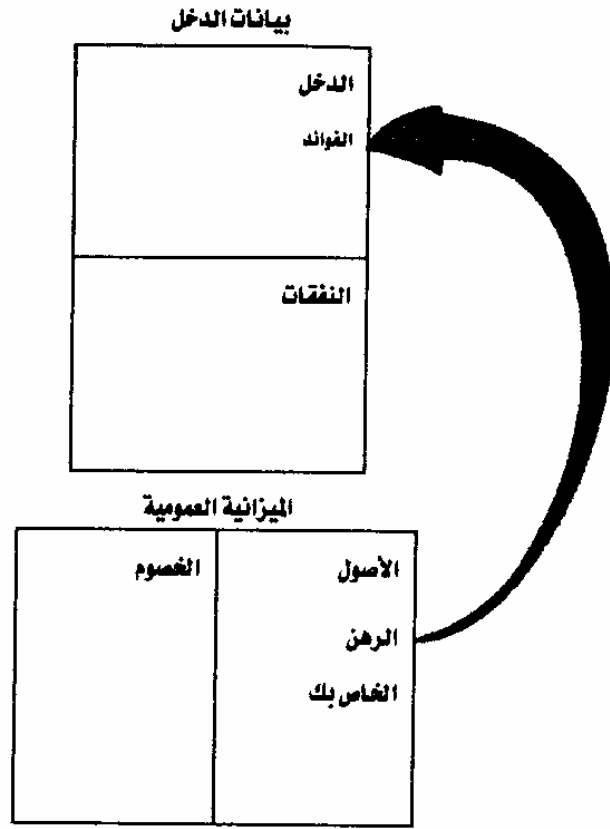 بيانات الدخل
الدخل
الفوائد
النفقات
الميزانية العمومية
الأصول
الخصوم
الرهن
الخاص بك